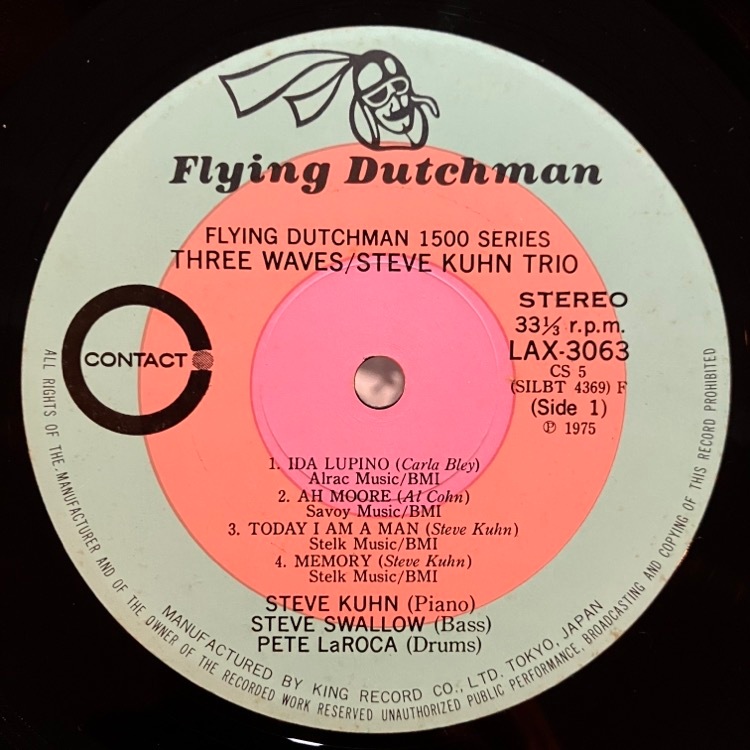 Flying Dutchman
FLYING DUTCHMAN 1500 SERIES
THREE WAVES/STEVE KUHN TRIO
CONTACT
STEREO
33⅓ r.p.m.
LAX-3063
CS 5
(SILBT 4369) F
(Side 1)
℗ 1975
1. IDA LUPINO (Carla Bley)
Alrac Music/BMI
2. AH MOORE (Al Cohn)
Savoy Music/BMI
3. TODAY I AM A MAN (Steve Kuhn)
Stelk Music/BMI
4. MEMORY (Steve Kuhn)
Stelk Music/BMI
STEVE KUHN (Piano)
STEVE SWALLOW (Bass)
PETE LaROCA (Drums)
MANUFACTURED BY KING RECORD CO., LTD. TOKYO, JAPAN
ALL RIGHTS OF THE MANUFACTURER AND OF THE OWNER OF THE RECORDED WORK RESERVED UNAUTHORIZED PUBLIC PERFORMANCE, BROADCASTING AND COPYING OF THIS RECORD PROHIBITED